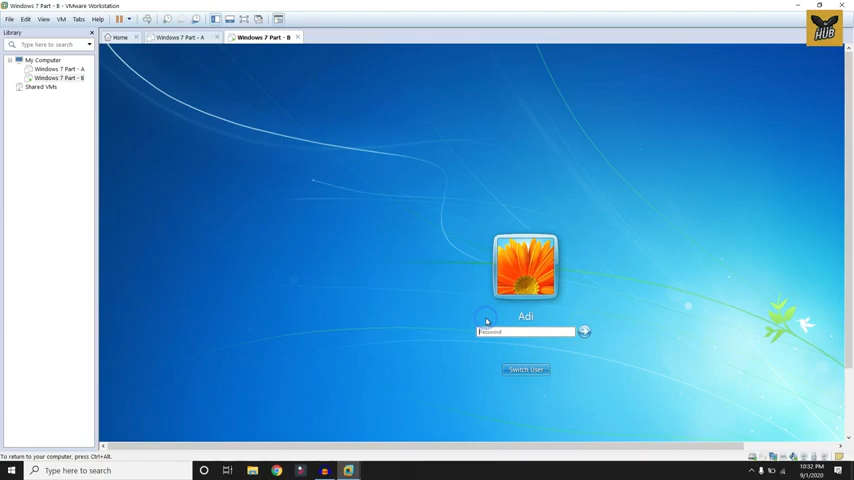 Windows 7 Part - B - VMware Workstation
File Edit View VM Tabs Help
HUB
Library
Home
Windows 7 Part - A
Windows 7 Part - B
Type here to search
My Computer
Windows 7 Part - A
Windows 7 Part - B
Shared VMs
Adi
Password
Switch User
To return to your computer, press Ctrl+Alt.
Type here to search
10:32 PM
9/1/2020